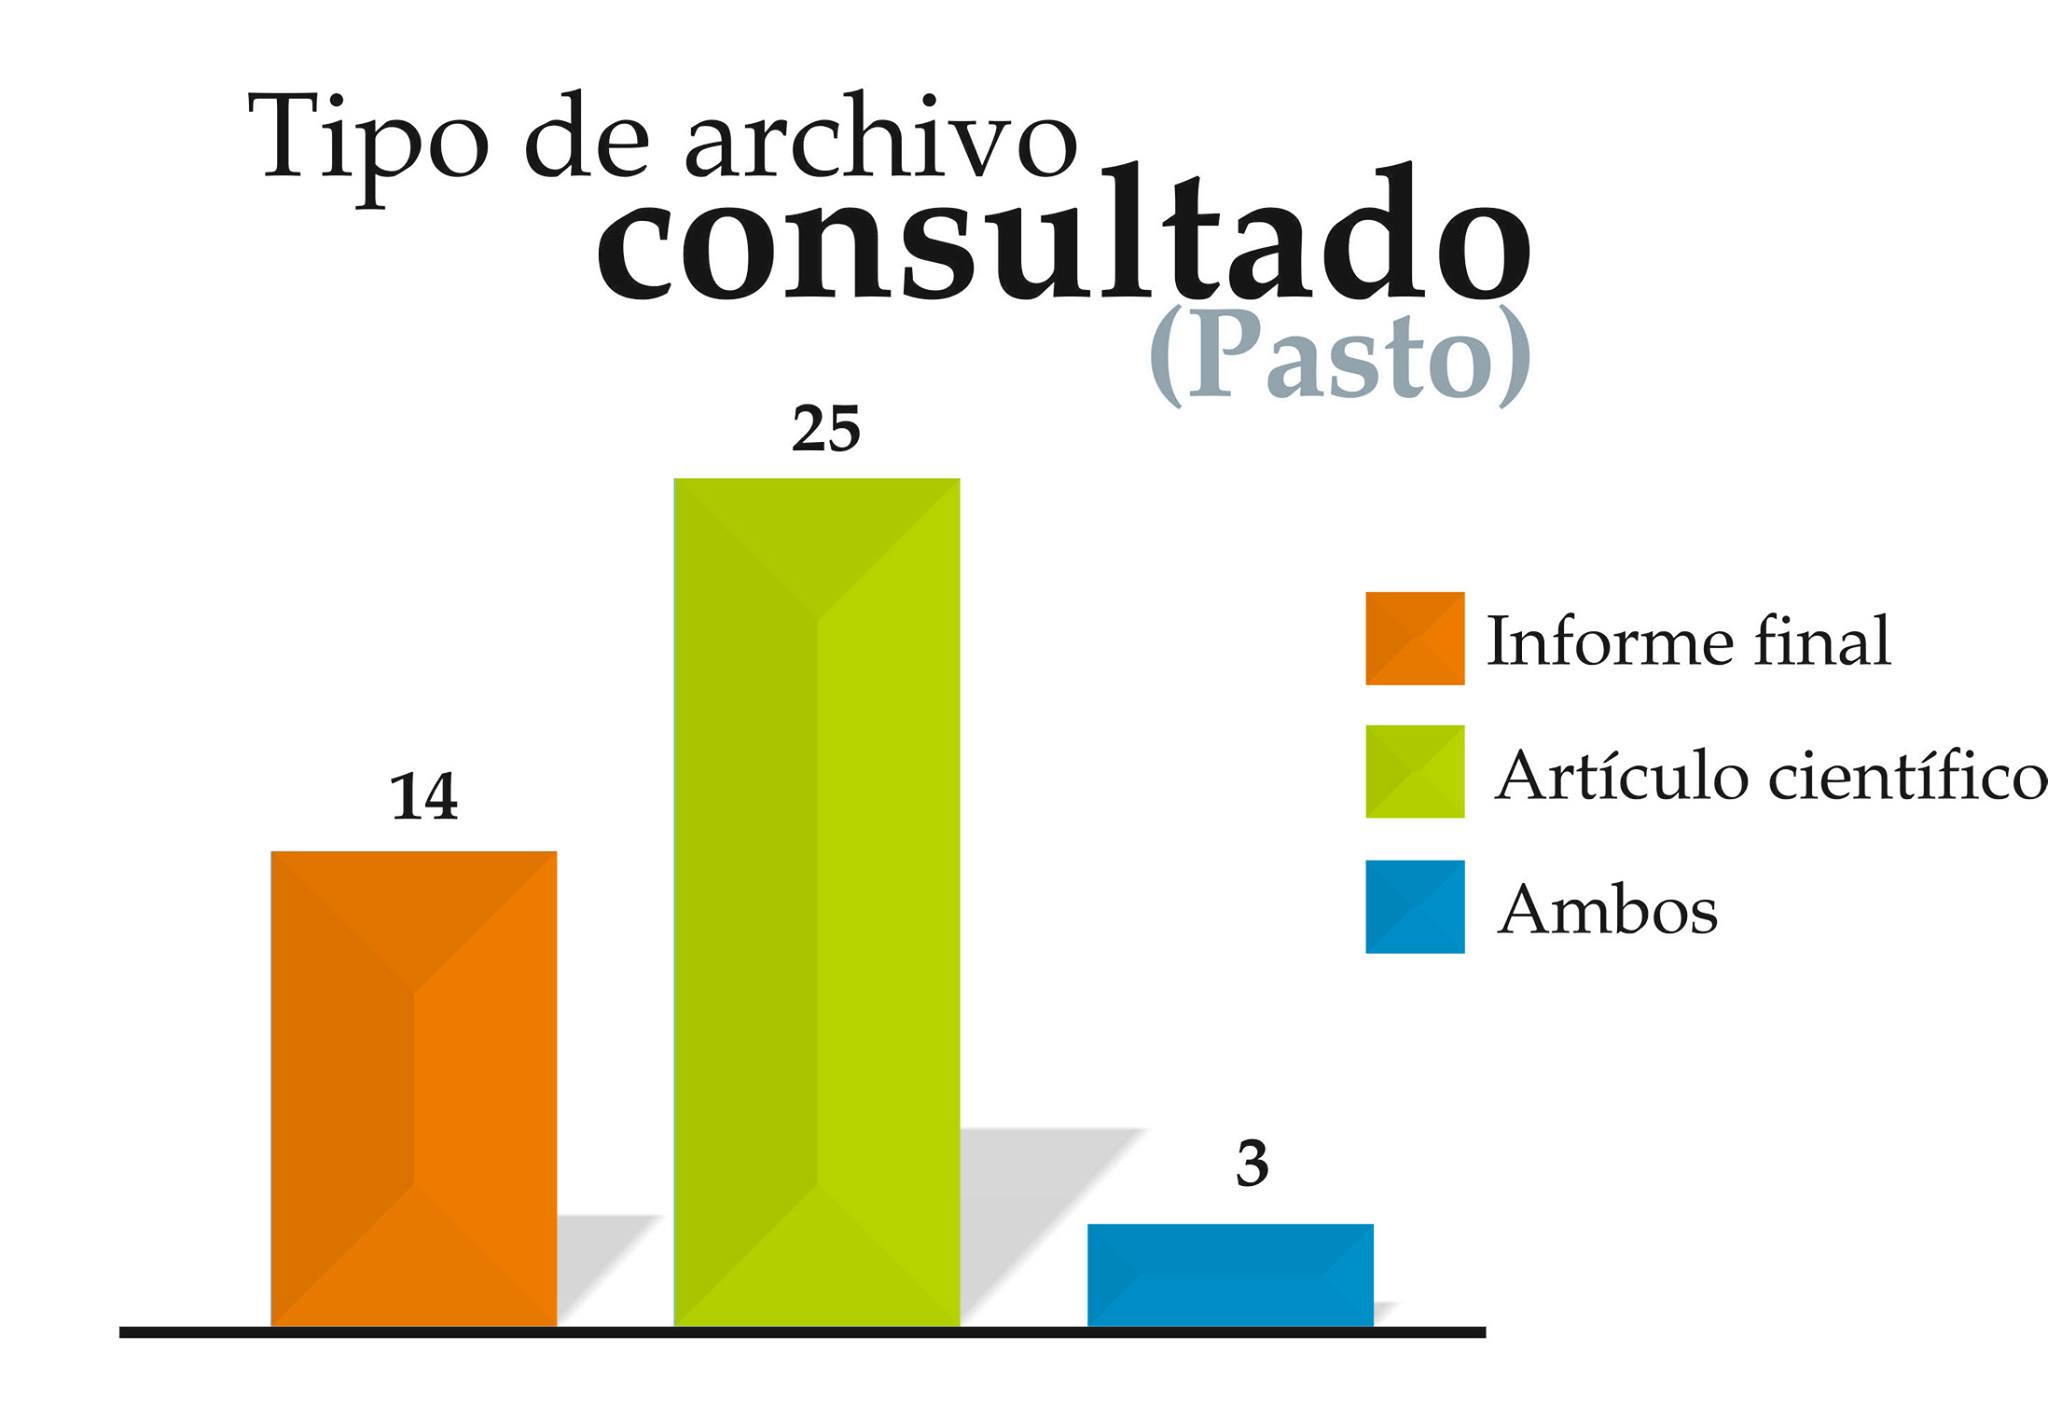 Tipo de archivo
consultado
(Pasto)
25
14
3
Informe final
Artículo científico
Ambos